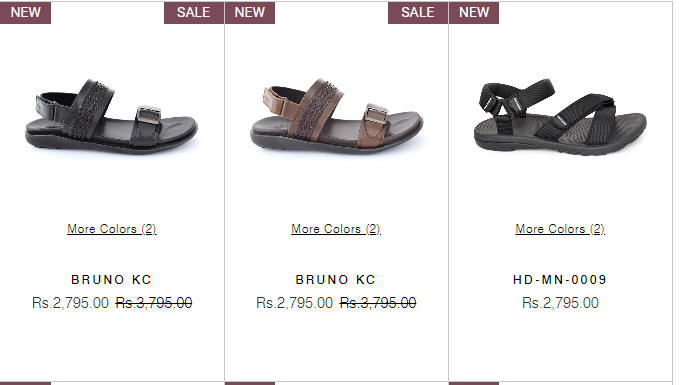 NEW SALE NEW SALE NEW
More Colors (2) More Colors (2) More Colors (2)
BRUNO KC BRUNO KC HD-MN-0009
Rs.2,795.00 Rs.3,795.00 Rs.2,795.00 Rs.3,795.00 Rs.2,795.00